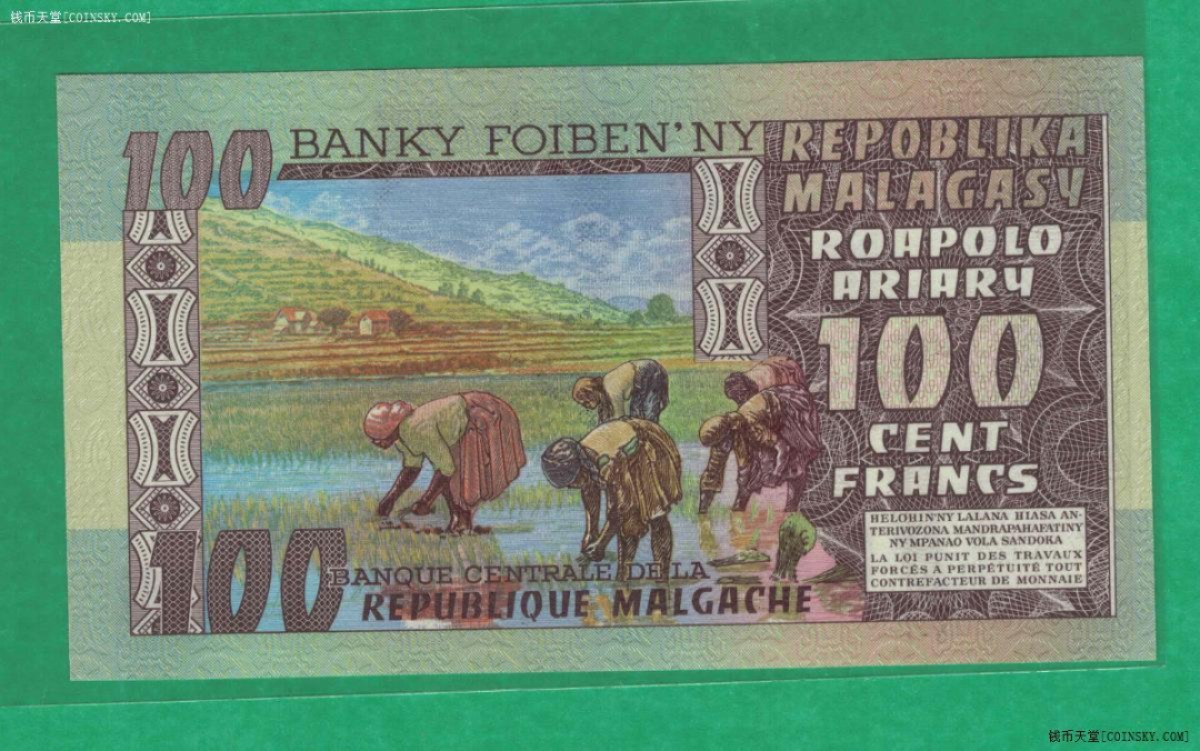 钱币天堂[COINSKY.COM]
100
BANKY FOIBEN'NY
REPOBLIKA
MALAGASY
ROAPOLO
ARIARY
100
CENT
FRANCS
HELOHIN'NY LALANA HIASA AN-
TERIVOZONA MANDRAPAHAFATINY
NY MPANAO VOLA SANDOKA
LA LOI PUNIT DES TRAVAUX
FORCÉS A PERPÉTUITÉ TOUT
CONTREFACTEUR DE MONNAIE
100
BANQUE CENTRALE DE LA
REPUBLIQUE MALGACHE
钱币天堂[COINSKY.COM]